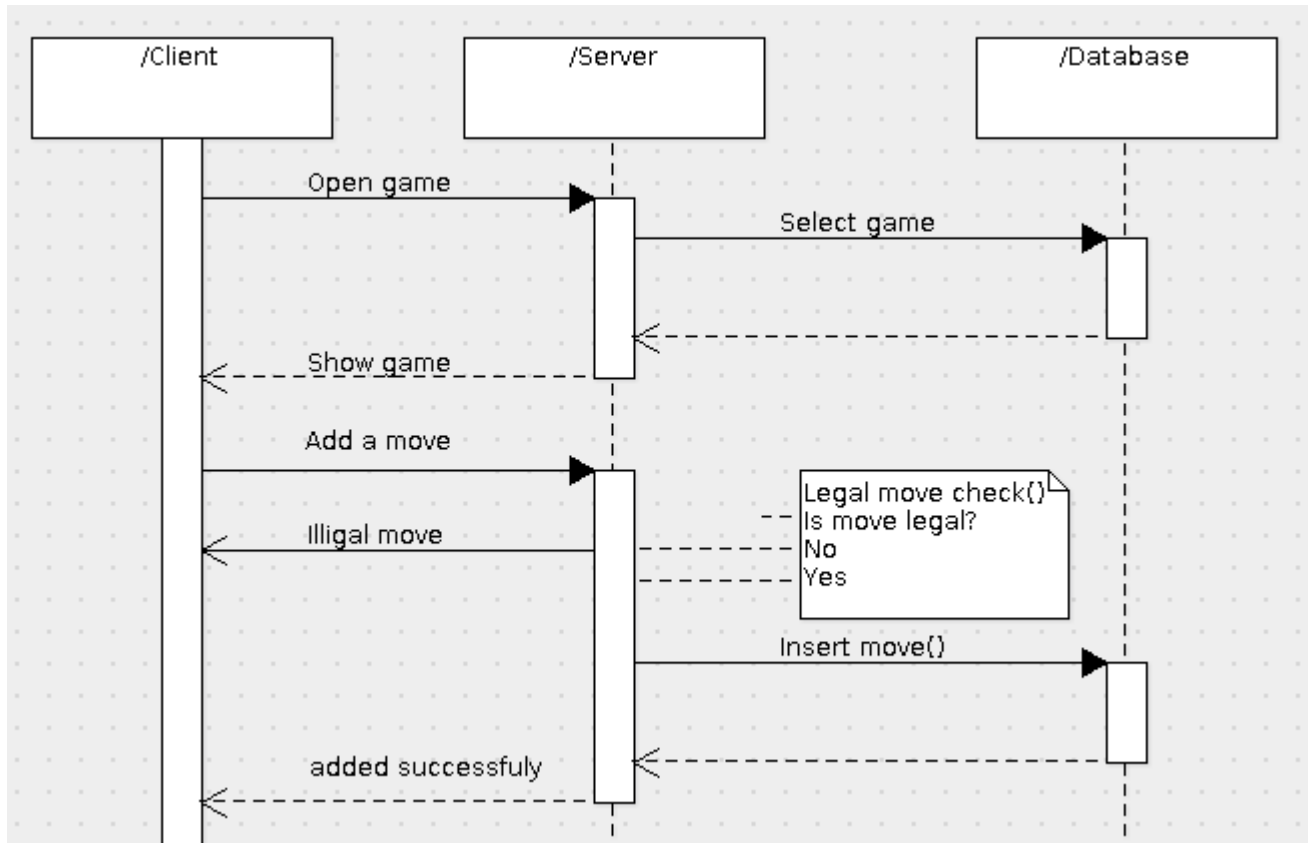 /Client
/Server
/Database
Open game
Select game
Show game
Add a move
Legal move check()
Is move legal?
No
Yes
Illigal move
Insert move()
added successfuly